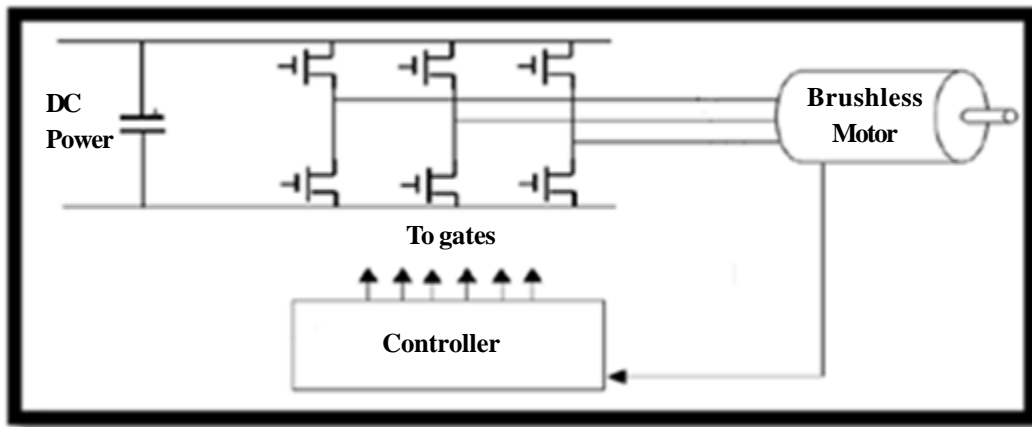 DC
Power
Brushless
Motor
To gates
Controller